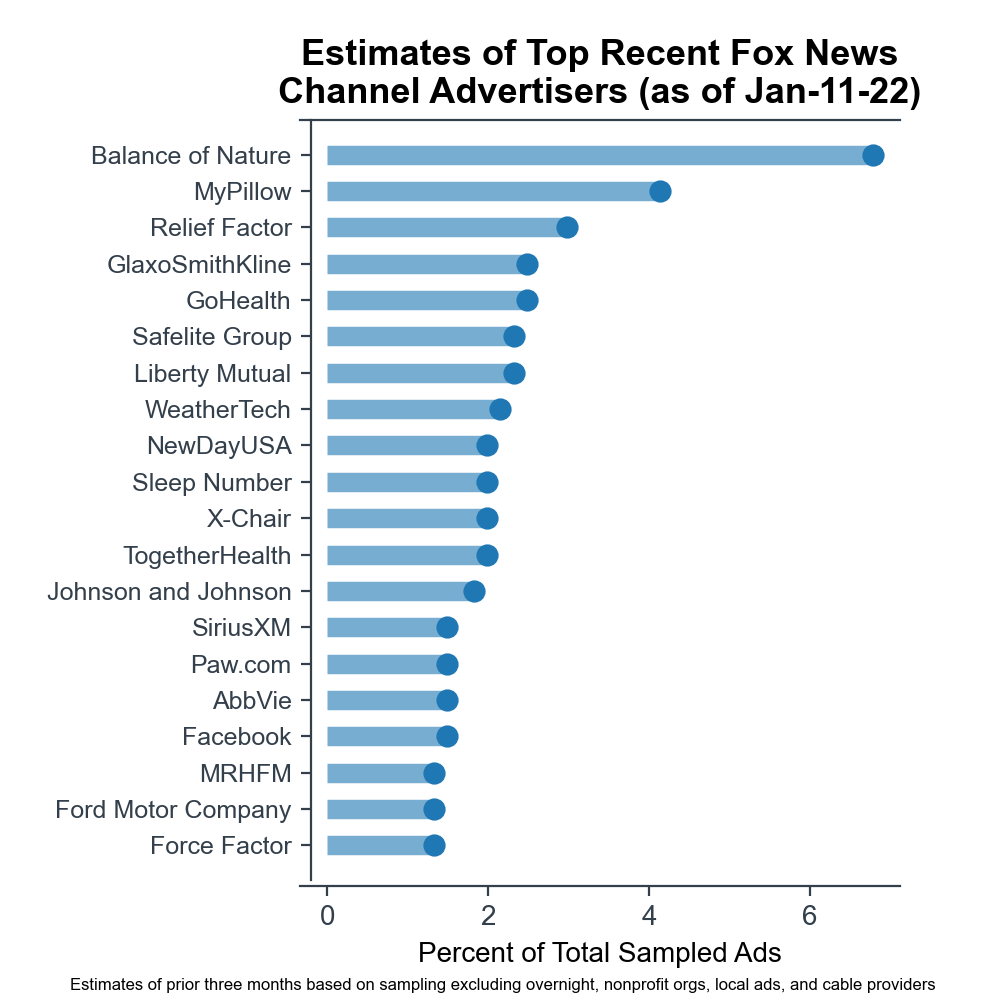 Estimates of Top Recent Fox News
Channel Advertisers (as of Jan-11-22)
Balance of Nature
MyPillow
Relief Factor
GlaxoSmithKline
GoHealth
Safelite Group
Liberty Mutual
WeatherTech
NewDayUSA
Sleep Number
X-Chair
TogetherHealth
Johnson and Johnson
SiriusXM
Paw.com
AbbVie
Facebook
MRHFM
Ford Motor Company
Force Factor
0 2 4 6
Percent of Total Sampled Ads
Estimates of prior three months based on sampling excluding overnight, nonprofit orgs, local ads, and cable providers